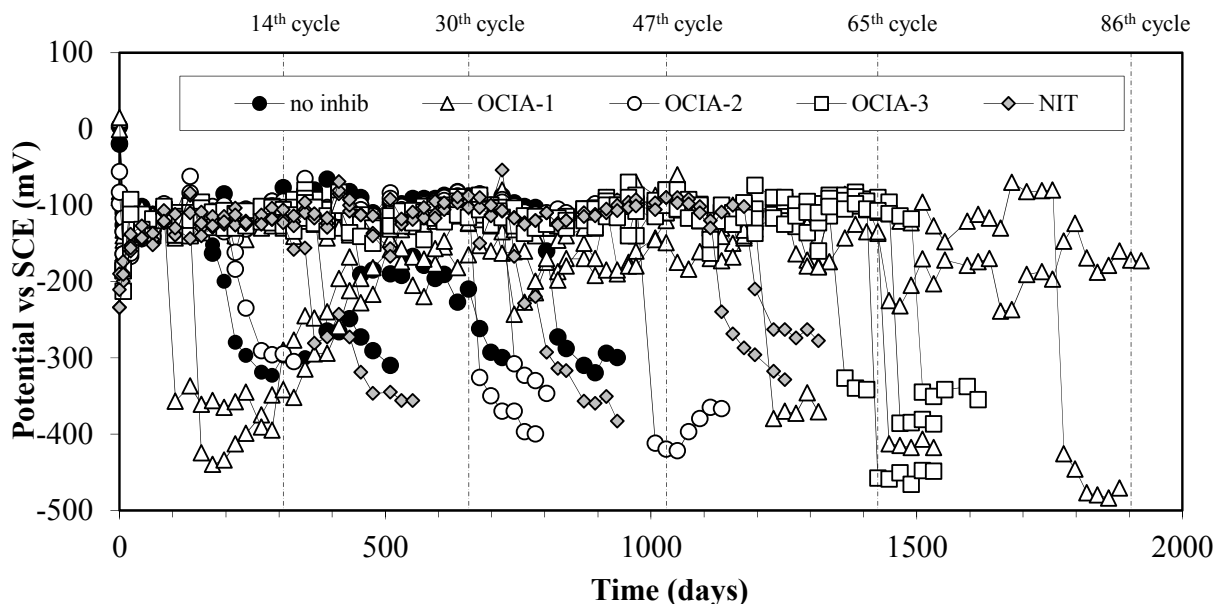 14th cycle 30th cycle 47th cycle 65th cycle 86th cycle
100
no inhib OCIA-1 OCIA-2 OCIA-3 NIT
0
-100
-200
-300
-400
-500
Potential vs SCE (mV)
0 500 1000 1500 2000
Time (days)